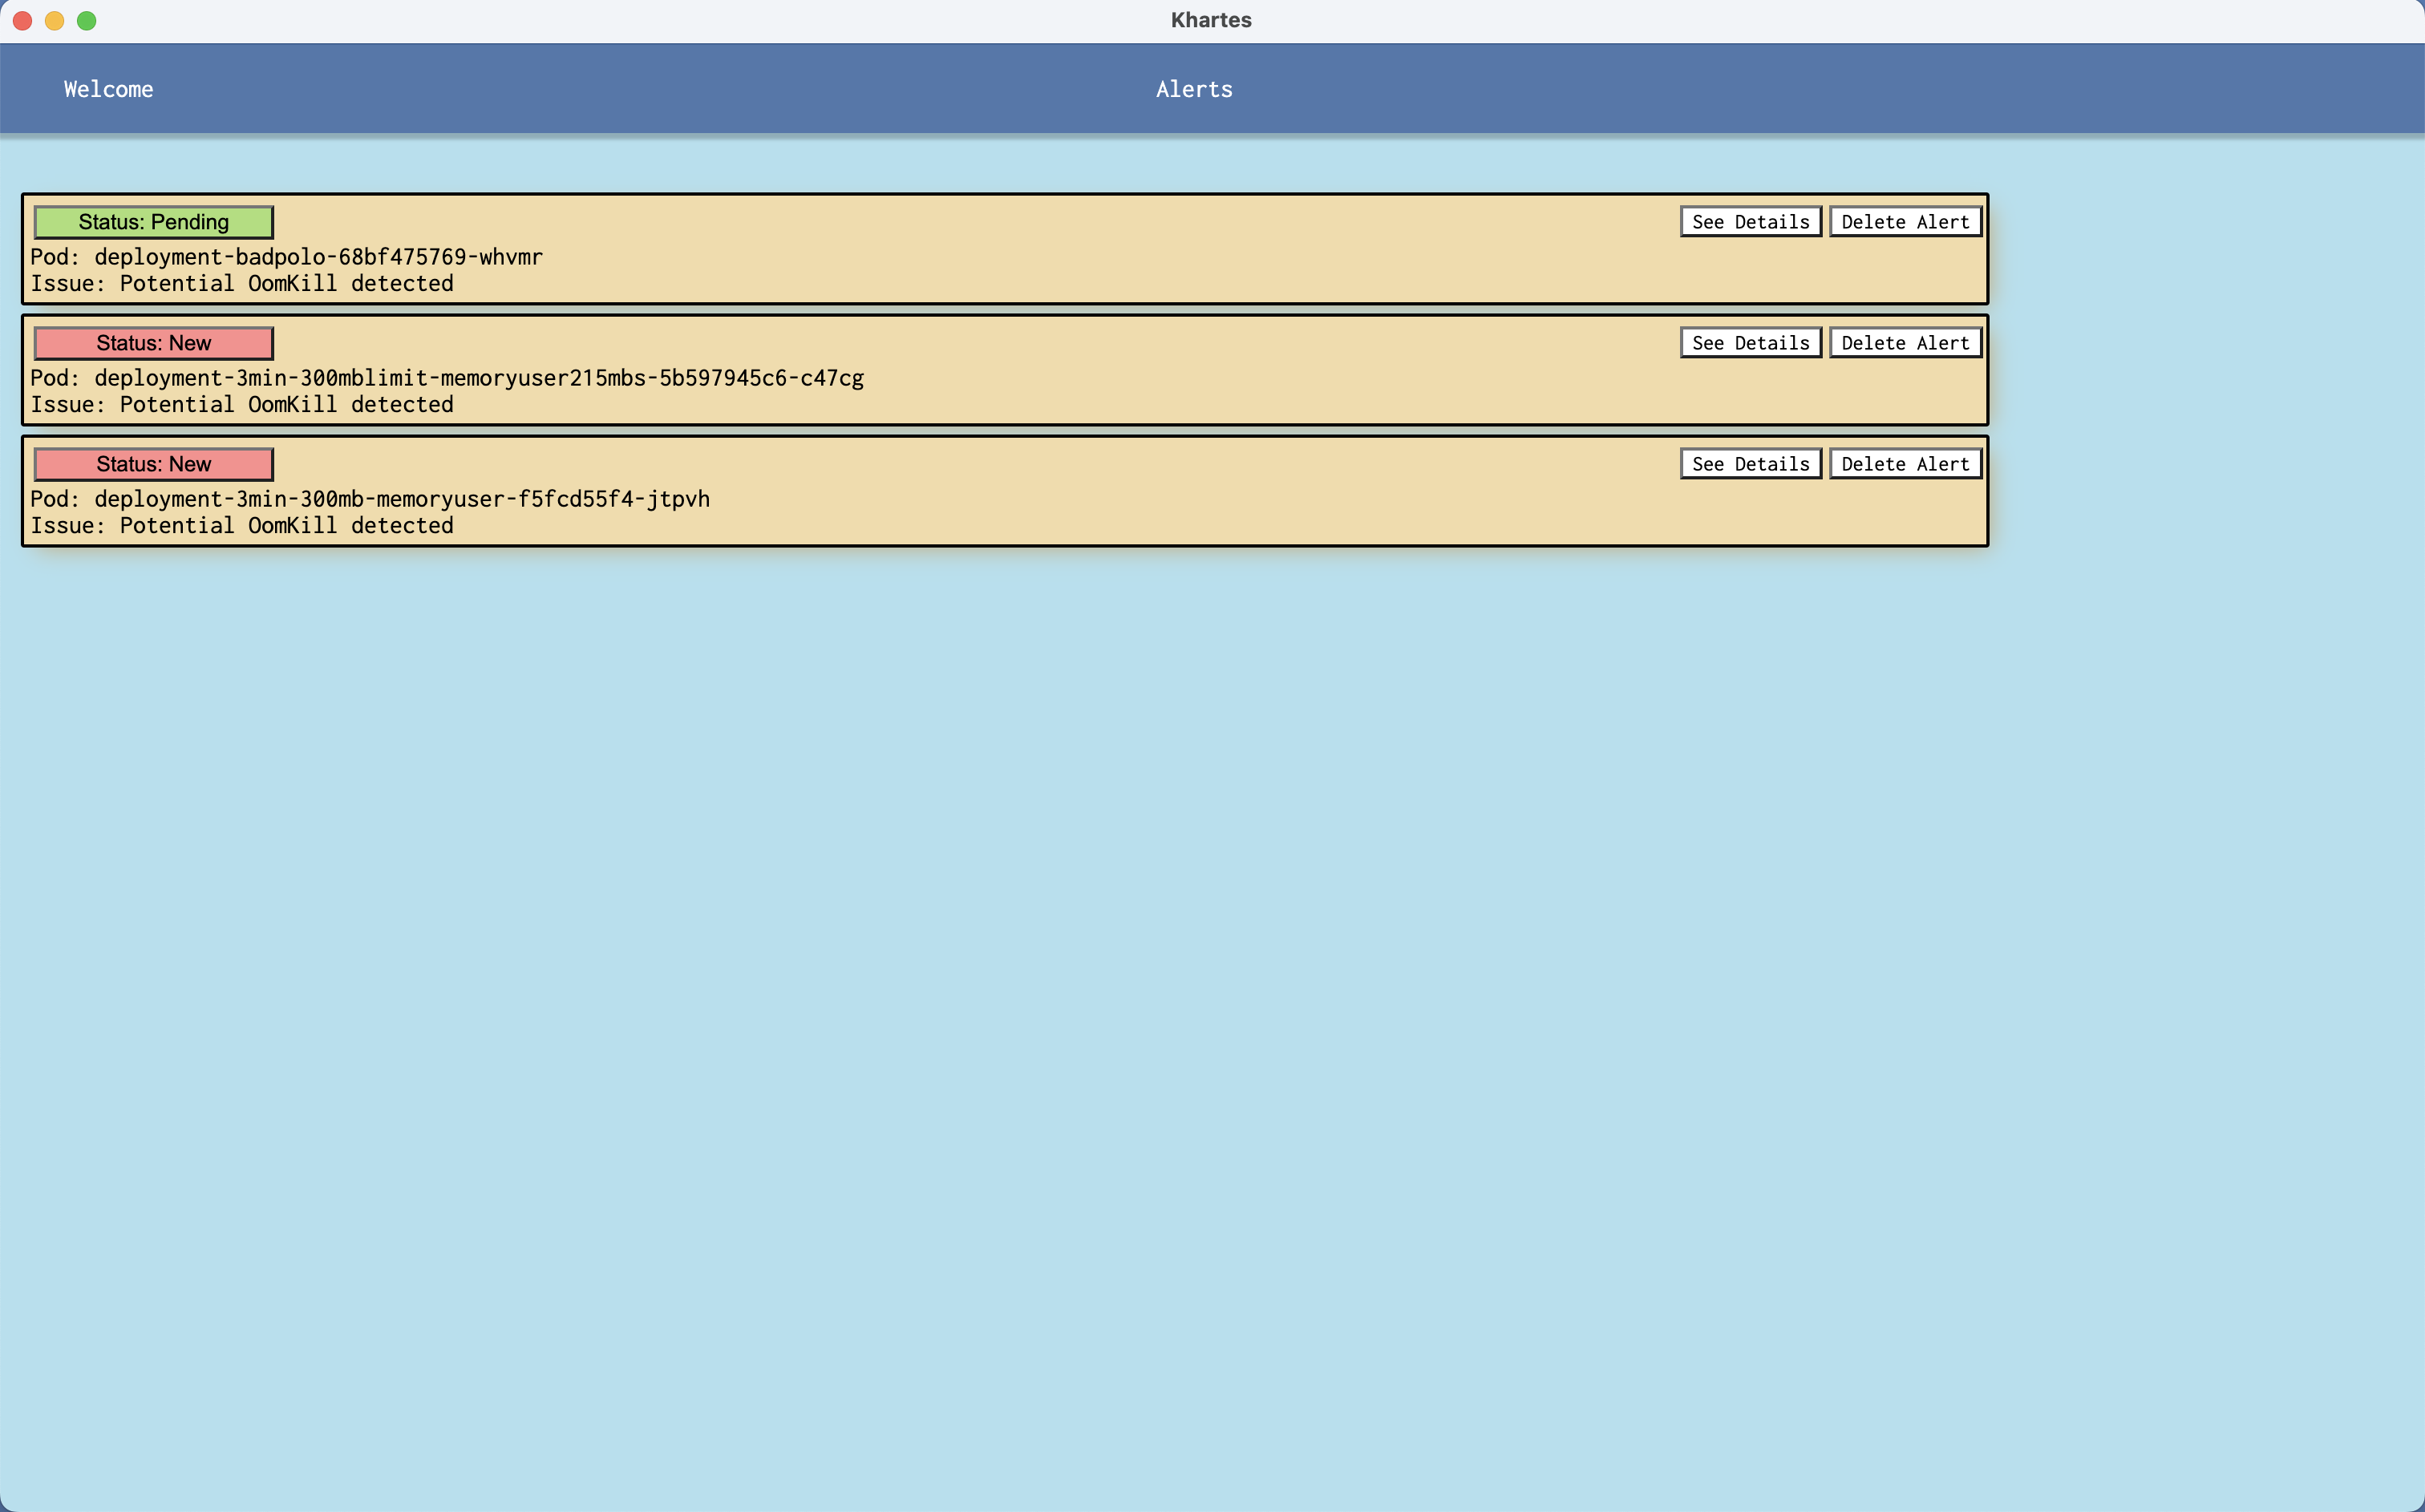 Khartes
Welcome Alerts
Status: Pending See Details Delete Alert
Pod: deployment-badpolo-68bf475769-whvmr
Issue: Potential OomKill detected
Status: New See Details Delete Alert
Pod: deployment-3min-300mblimit-memoryuser215mbs-5b597945c6-c47cg
Issue: Potential OomKill detected
Status: New See Details Delete Alert
Pod: deployment-3min-300mb-memoryuser-f5fcd55f4-jtpvh
Issue: Potential OomKill detected